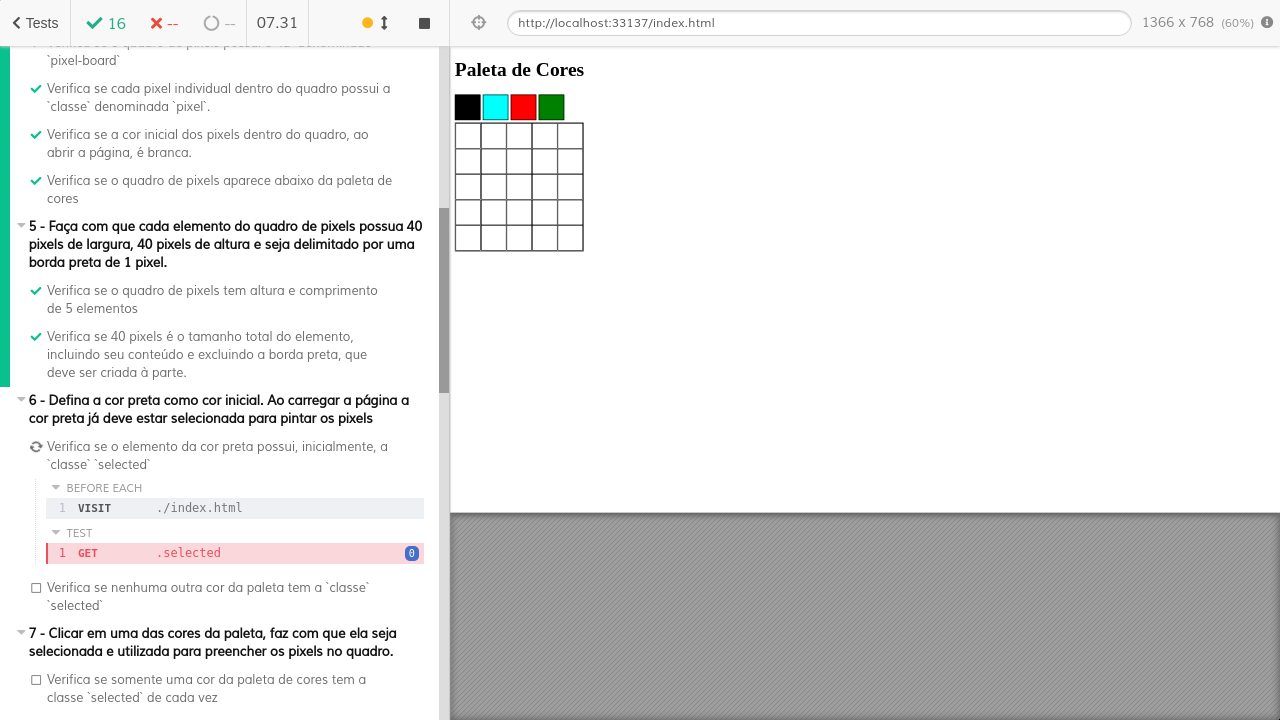 Tests 16 -- -- 07.31 http://localhost:33137/index.html 1366 x 768 (60%)
`pixel-board`
Verifica se cada pixel individual dentro do quadro possui a
`classe` denominada `pixel`.
Verifica se a cor inicial dos pixels dentro do quadro, ao
abrir a página, é branca.
Verifica se o quadro de pixels aparece abaixo da paleta de
cores
5 - Faça com que cada elemento do quadro de pixels possua 40
pixels de largura, 40 pixels de altura e seja delimitado por uma
borda preta de 1 pixel.
Verifica se o quadro de pixels tem altura e comprimento
de 5 elementos
Verifica se 40 pixels é o tamanho total do elemento,
incluindo seu conteúdo e excluindo a borda preta, que
deve ser criada à parte.
6 - Defina a cor preta como cor inicial. Ao carregar a página a
cor preta já deve estar selecionada para pintar os pixels
Verifica se o elemento da cor preta possui, inicialmente, a
`classe` `selected`
BEFORE EACH
1 VISIT ./index.html
TEST
1 GET .selected 0
Verifica se nenhuma outra cor da paleta tem a `classe`
`selected`
7 - Clicar em uma das cores da paleta, faz com que ela seja
selecionada e utilizada para preencher os pixels no quadro.
Verifica se somente uma cor da paleta de cores tem a
classe `selected` de cada vez
Paleta de Cores